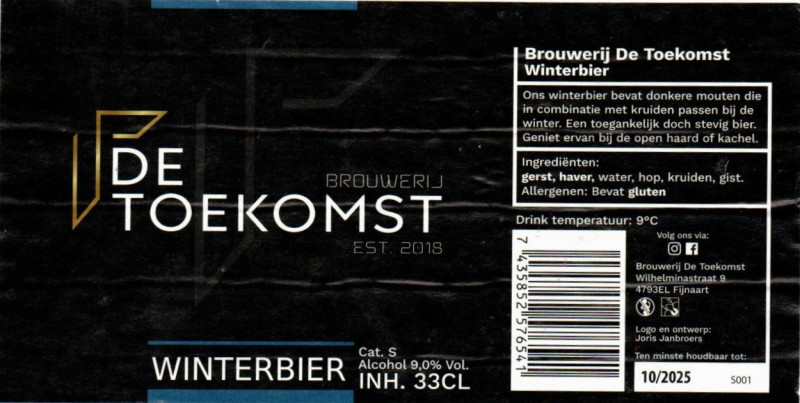 DE
BROUWERIJ
TOEKOMST
EST. 2018
WINTERBIER
Cat. S
Alcohol 9,0% Vol.
INH. 33CL
Brouwerij De Toekomst
Winterbier
Ons winterbier bevat donkere mouten die
in combinatie met kruiden passen bij de
winter. Een toegankelijk doch stevig bier.
Geniet ervan bij de open haard of kachel.
Ingrediënten:
gerst, haver, water, hop, kruiden, gist.
Allergenen: Bevat gluten
Drink temperatuur: 9°C
7 435852 576541
Volg ons via:
Brouwerij De Toekomst
Wilhelminastraat 9
4793EL Fijnaart
Logo en ontwerp:
Joris Janbroers
Ten minste houdbaar tot:
10/2025
S001